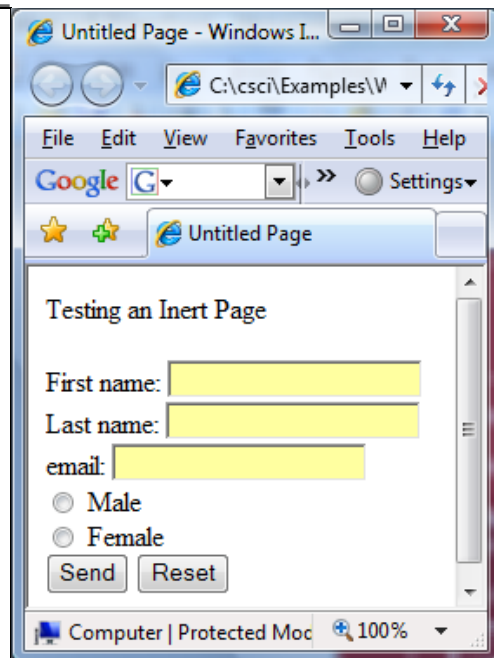 Untitled Page - Windows I...
C:\csci\Examples\W
File Edit View Favorites Tools Help
Google G Settings
Untitled Page
Testing an Inert Page
First name:
Last name:
email:
Male
Female
Send Reset
Computer | Protected Mod 100%